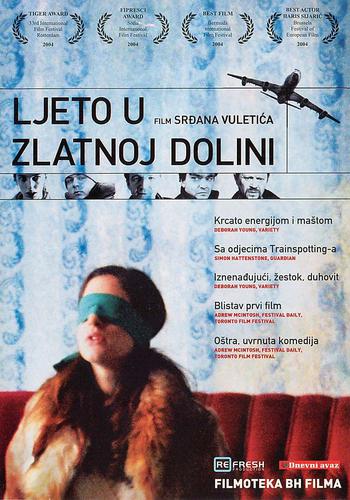 TIGER AWARD
33rd International
Film Festival
Rotterdam
2004
FIPRESCI
AWARD
Sofia
International
Film Festival
2004
BEST FILM
Bermuda
International
Film Festival
2004
BEST ACTOR
HARIS SIJARIĆ
Brussels
Festival of
European Film
2004
LJETO U
FILM SRĐANA VULETIĆA
ZLATNOJ DOLINI
Krcato energijom i maštom
DEBORAH YOUNG, VARIETY
Sa odjecima Trainspotting-a
SIMON HATTENSTONE, GUARDIAN
Iznenađujući, žestok, duhovit
DEBORAH YOUNG, VARIETY
Blistav prvi film
ADREW MCINTOSH, FESTIVAL DAILY,
TORONTO FILM FESTIVAL
Oštra, uvrnuta komedija
ADREW MCINTOSH, FESTIVAL DAILY,
TORONTO FILM FESTIVAL
REFRESH
PRODUCTION
Dnevni avaz
FILMOTEKA BH FILMA